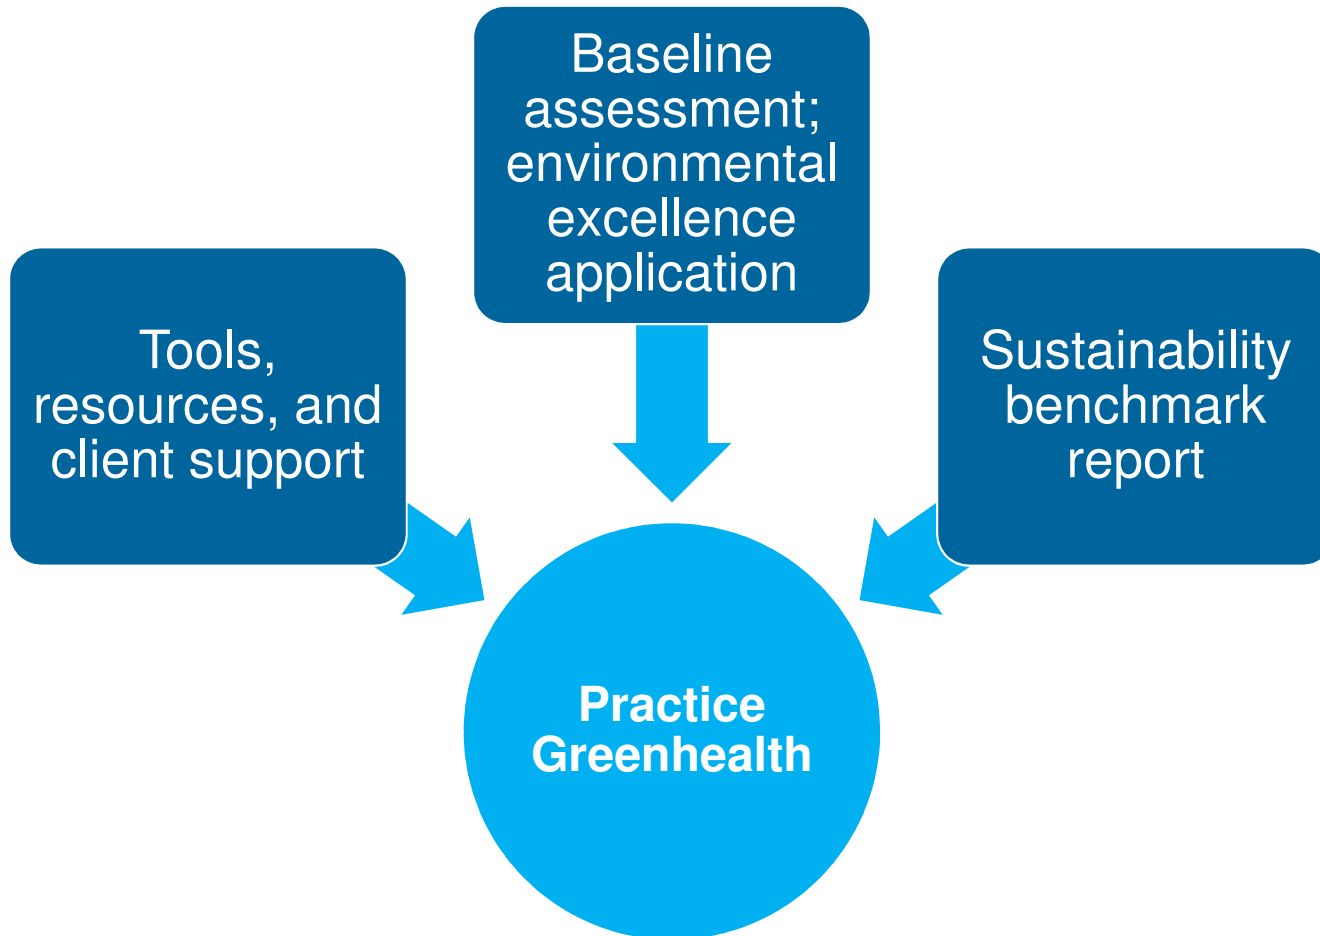 Baseline
assessment;
environmental
excellence
application
Tools,
resources, and
client support
Sustainability
benchmark
report
Practice
Greenhealth